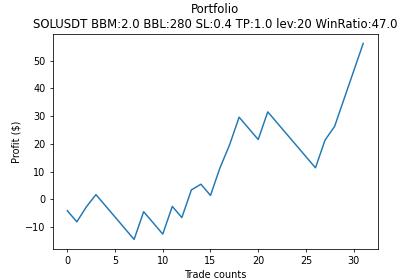 Portfolio
SOLUSDT BBM:2.0 BBL:280 SL:0.4 TP:1.0 lev:20 WinRatio:47.0
50
40
30
20
10
0
−10
Profit ($)
0 5 10 15 20 25 30
Trade counts